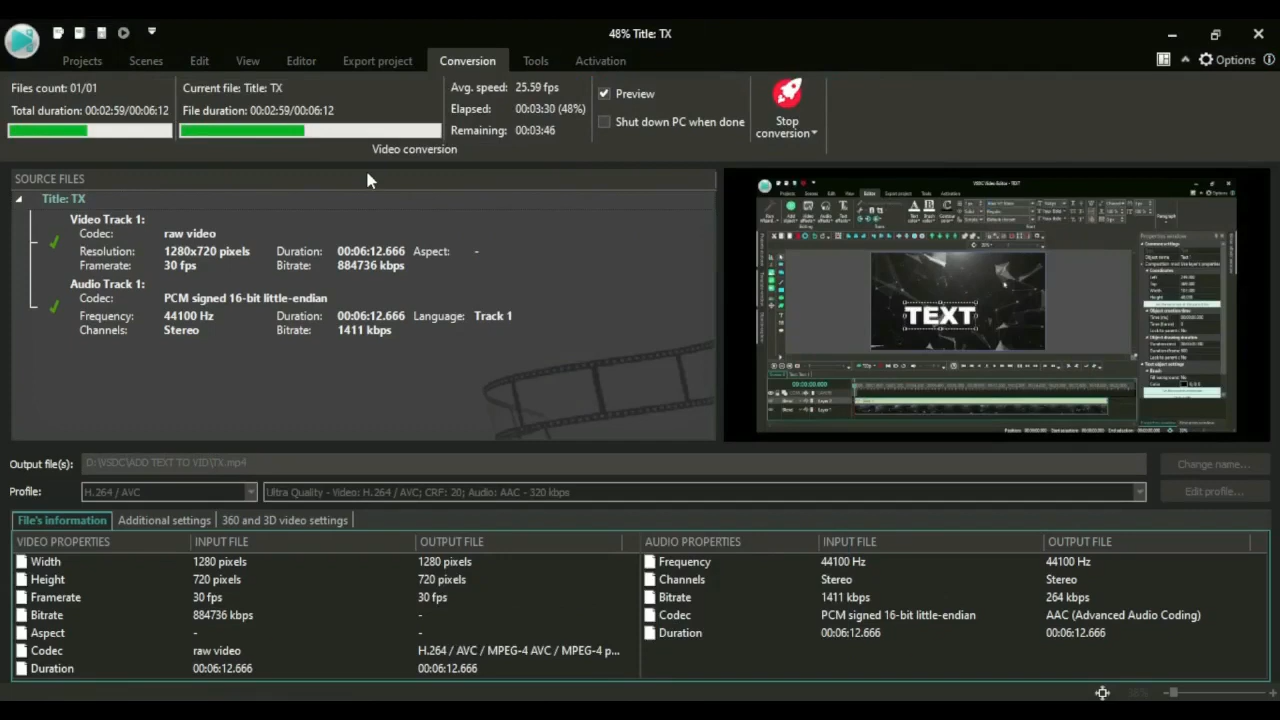 48% Title: TX
Projects Scenes Edit View Editor Export project Conversion Tools Activation Options
Files count: 01/01 Current file: Title: TX Avg. speed: 25.59 fps Preview
Total duration: 00:02:59/00:06:12 File duration: 00:02:59/00:06:12 Elapsed: 00:03:30 (48%) Shut down PC when done Stop conversion
Remaining: 00:03:46
Video conversion
SOURCE FILES
Title: TX
Video Track 1:
Codec: raw video
Resolution: 1280x720 pixels Duration: 00:06:12.666 Aspect: -
Framerate: 30 fps Bitrate: 884736 kbps
Audio Track 1:
Codec: PCM signed 16-bit little-endian
Frequency: 44100 Hz Duration: 00:06:12.666 Language: Track 1
Channels: Stereo Bitrate: 1411 kbps
TEXT
Output file(s): D:\VSDC\ADD TEXT TO VID\TX.mp4 Change name...
Profile: H.264 / AVC Ultra Quality - Video: H.264 / AVC; CRF: 20; Audio: AAC - 320 kbps Edit profile...
File's information Additional settings 360 and 3D video settings
VIDEO PROPERTIES INPUT FILE OUTPUT FILE AUDIO PROPERTIES INPUT FILE OUTPUT FILE
Width 1280 pixels 1280 pixels Frequency 44100 Hz 44100 Hz
Height 720 pixels 720 pixels Channels Stereo Stereo
Framerate 30 fps 30 fps Bitrate 1411 kbps 264 kbps
Bitrate 884736 kbps - Codec PCM signed 16-bit little-endian AAC (Advanced Audio Coding)
Aspect - - Duration 00:06:12.666 00:06:12.666
Codec raw video H.264 / AVC / MPEG-4 AVC / MPEG-4 p...
Duration 00:06:12.666 00:06:12.666